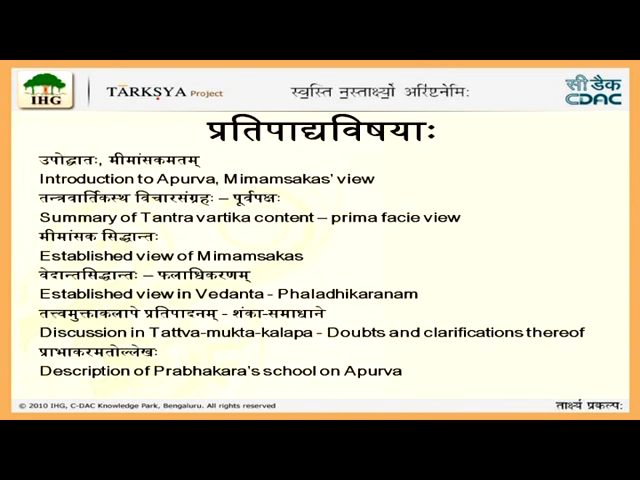 IHG
TĀRKṢYA Project
स्व॒स्ति न॒स्तार्क्ष्यो॒ अरि॑ष्टनेमिः
सी डैक
CDAC
प्रतिपाद्यविषयाः
उपोद्घातः, मीमांसकमतम्
Introduction to Apurva, Mimamsakas' view
तन्त्रवार्तिकस्थ विचारसंग्रहः – पूर्वपक्षः
Summary of Tantra vartika content – prima facie view
मीमांसक सिद्धान्तः
Established view of Mimamsakas
वेदान्तसिद्धान्तः – फलाधिकरणम्
Established view in Vedanta - Phaladhikaranam
तत्त्वमुक्ताकलापे प्रतिपादनम् - शंका-समाधाने
Discussion in Tattva-mukta-kalapa - Doubts and clarifications thereof
प्राभाकरमतोल्लेखः
Description of Prabhakara's school on Apurva
© 2010 IHG, C-DAC Knowledge Park, Bengaluru. All rights reserved
तार्क्ष्य प्रकल्पः